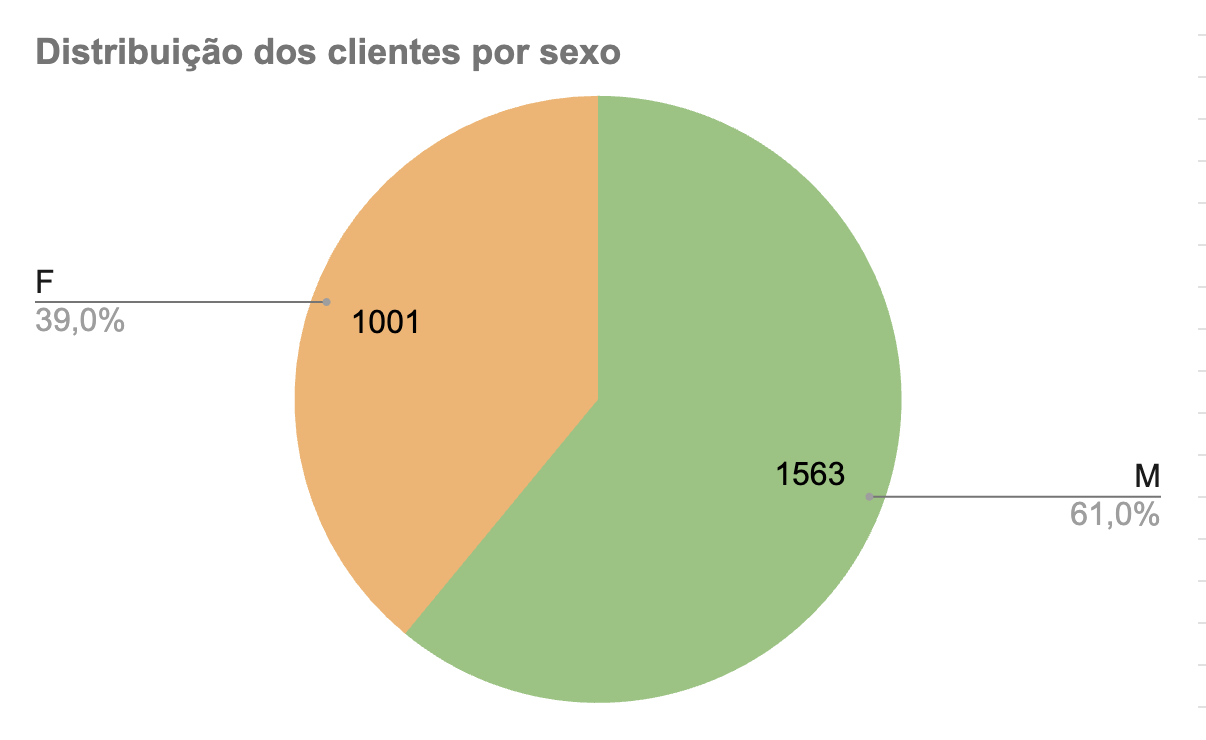 Distribuição dos clientes por sexo
F
39,0%
1001
1563
M
61,0%